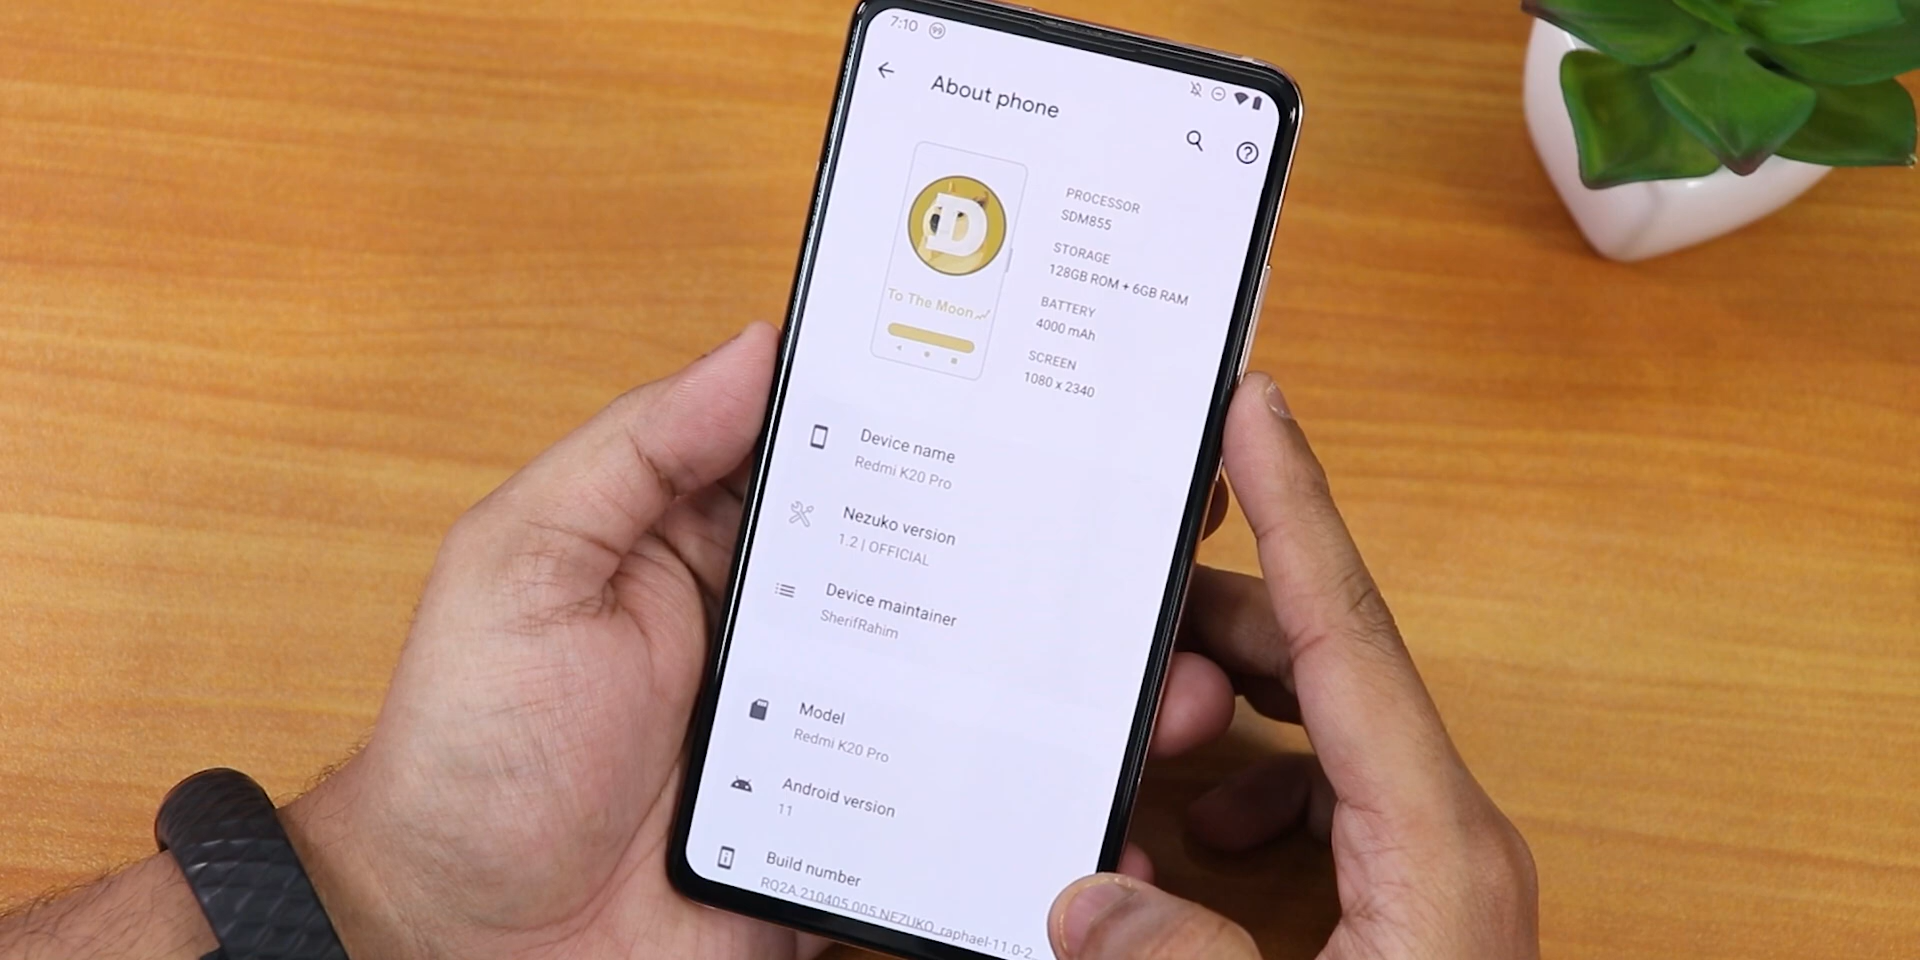 7:10 99
About phone
D
To The Moon
PROCESSOR
SDM855
STORAGE
128GB ROM + 6GB RAM
BATTERY
4000 mAh
SCREEN
1080 x 2340
Device name
Redmi K20 Pro
Nezuko version
1.2 | OFFICIAL
Device maintainer
SherifRahim
Model
Redmi K20 Pro
Android version
11
Build number
RQ2A.210405.005.NEZUKO_raphael-11.0-2